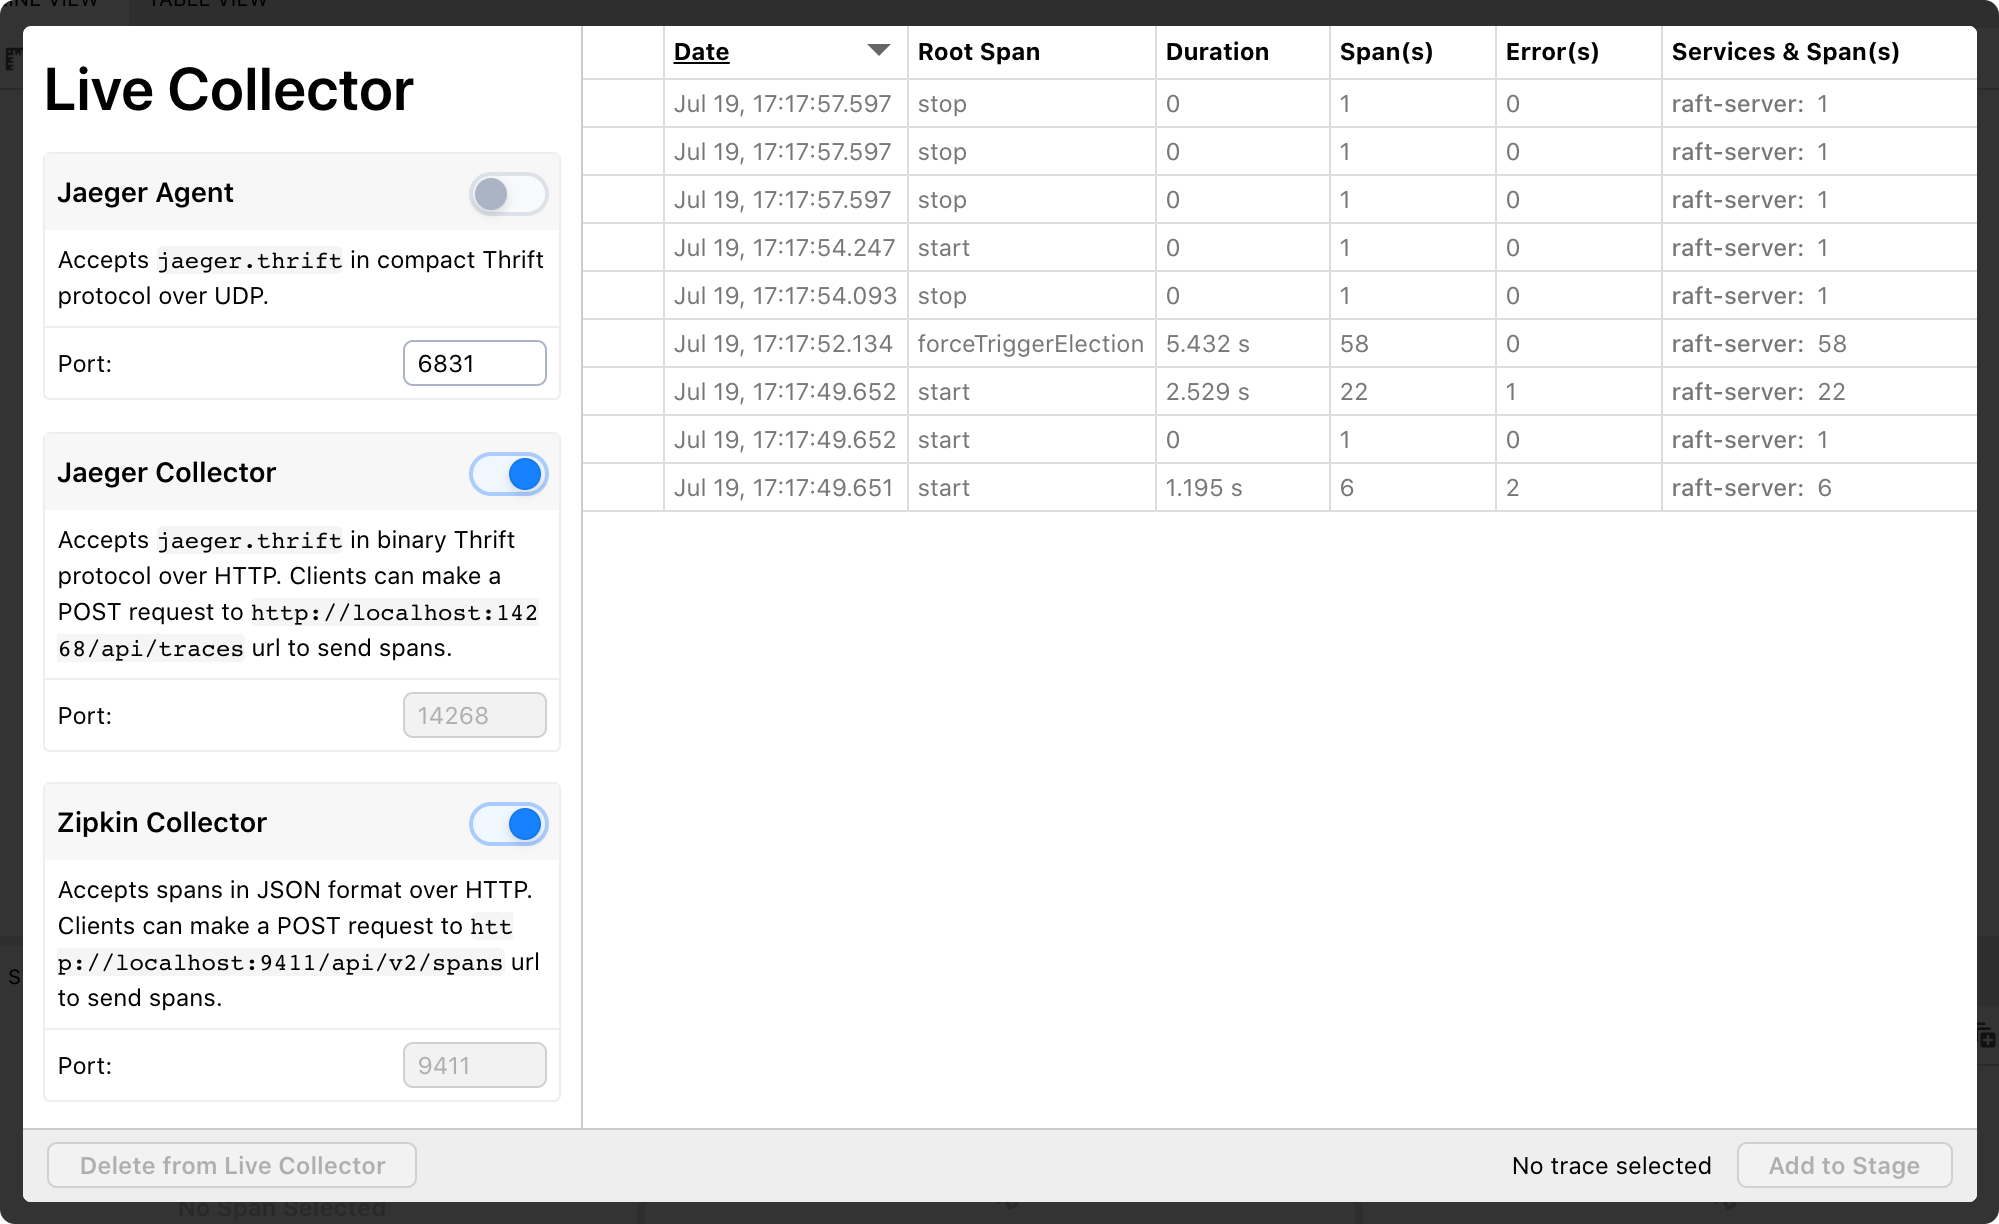 TABLE VIEW
Live Collector
Jaeger Agent
Accepts jaeger.thrift in compact Thrift
protocol over UDP.
Port: 6831
Jaeger Collector
Accepts jaeger.thrift in binary Thrift
protocol over HTTP. Clients can make a
POST request to http://localhost:142
68/api/traces url to send spans.
Port: 14268
Zipkin Collector
Accepts spans in JSON format over HTTP.
Clients can make a POST request to htt
p://localhost:9411/api/v2/spans url
to send spans.
Port: 9411
Date Root Span Duration Span(s) Error(s) Services & Span(s)
Jul 19, 17:17:57.597 stop 0 1 0 raft-server: 1
Jul 19, 17:17:57.597 stop 0 1 0 raft-server: 1
Jul 19, 17:17:57.597 stop 0 1 0 raft-server: 1
Jul 19, 17:17:54.247 start 0 1 0 raft-server: 1
Jul 19, 17:17:54.093 stop 0 1 0 raft-server: 1
Jul 19, 17:17:52.134 forceTriggerElection 5.432 s 58 0 raft-server: 58
Jul 19, 17:17:49.652 start 2.529 s 22 1 raft-server: 22
Jul 19, 17:17:49.652 start 0 1 0 raft-server: 1
Jul 19, 17:17:49.651 start 1.195 s 6 2 raft-server: 6
Delete from Live Collector No trace selected Add to Stage
No Span Selected